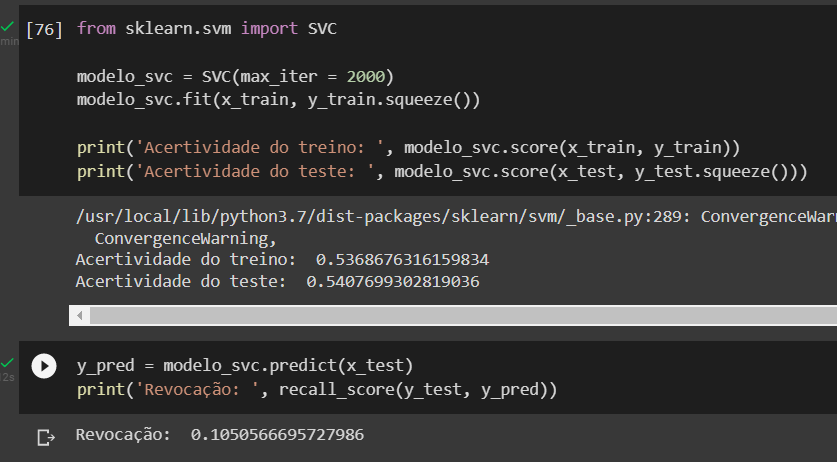 [76] from sklearn.svm import SVC
min
modelo_svc = SVC(max_iter = 2000)
modelo_svc.fit(x_train, y_train.squeeze())
print('Acertividade do treino: ', modelo_svc.score(x_train, y_train))
print('Acertividade do teste: ', modelo_svc.score(x_test, y_test.squeeze()))
/usr/local/lib/python3.7/dist-packages/sklearn/svm/_base.py:289: ConvergenceWarn
ConvergenceWarning,
Acertividade do treino:  0.5368676316159834
Acertividade do teste:  0.5407699302819036
y_pred = modelo_svc.predict(x_test)
print('Revocação: ', recall_score(y_test, y_pred))
Revocação:  0.1050566695727986